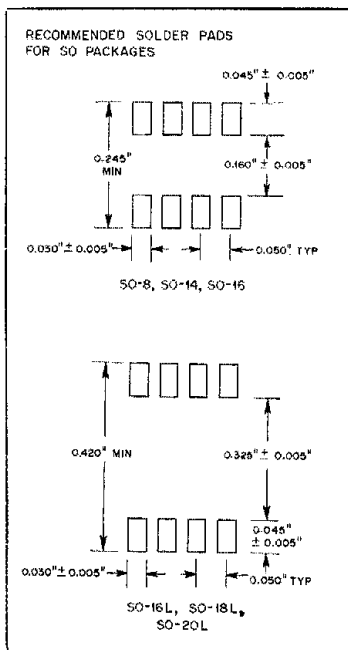 RECOMMENDED SOLDER PADS
FOR SO PACKAGES
0.045" ± 0.005"
0.245"
MIN
0.160" ± 0.005"
0.030" ± 0.005"
0.050" TYP
SO-8, SO-14, SO-16
0.420" MIN
0.325" ± 0.005"
0.045"
± 0.005"
0.030" ± 0.005"
0.050" TYP
SO-16L, SO-18L,
SO-20L